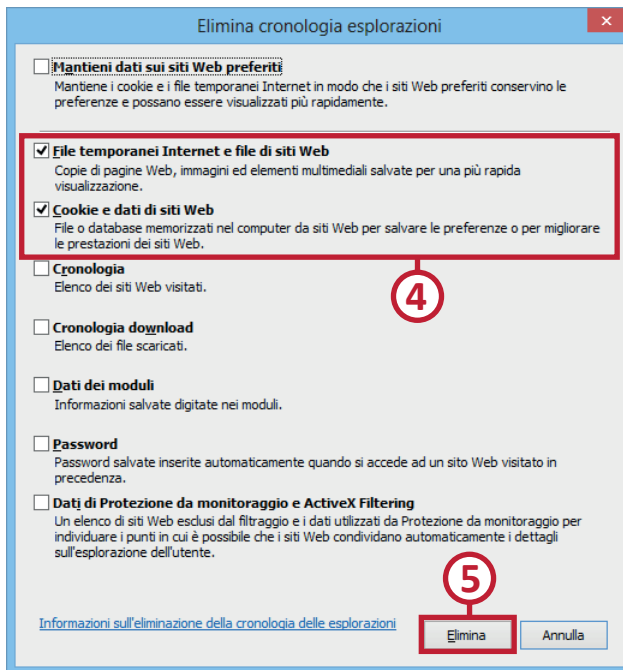 Elimina cronologia esplorazioni
Mantieni dati sui siti Web preferiti
Mantiene i cookie e i file temporanei Internet in modo che i siti Web preferiti conservino le
preferenze e possano essere visualizzati più rapidamente.
File temporanei Internet e file di siti Web
Copie di pagine Web, immagini ed elementi multimediali salvate per una più rapida
visualizzazione.
Cookie e dati di siti Web
File o database memorizzati nel computer da siti Web per salvare le preferenze o per migliorare
le prestazioni dei siti Web.
Cronologia
Elenco dei siti Web visitati.
4
Cronologia download
Elenco dei file scaricati.
Dati dei moduli
Informazioni salvate digitate nei moduli.
Password
Password salvate inserite automaticamente quando si accede ad un sito Web visitato in
precedenza.
Dati di Protezione da monitoraggio e ActiveX Filtering
Un elenco di siti Web esclusi dal filtraggio e i dati utilizzati da Protezione da monitoraggio per
individuare i punti in cui è possibile che i siti Web condividano automaticamente i dettagli
sull'esplorazione dell'utente.
5
Informazioni sull'eliminazione della cronologia delle esplorazioni
Elimina
Annulla